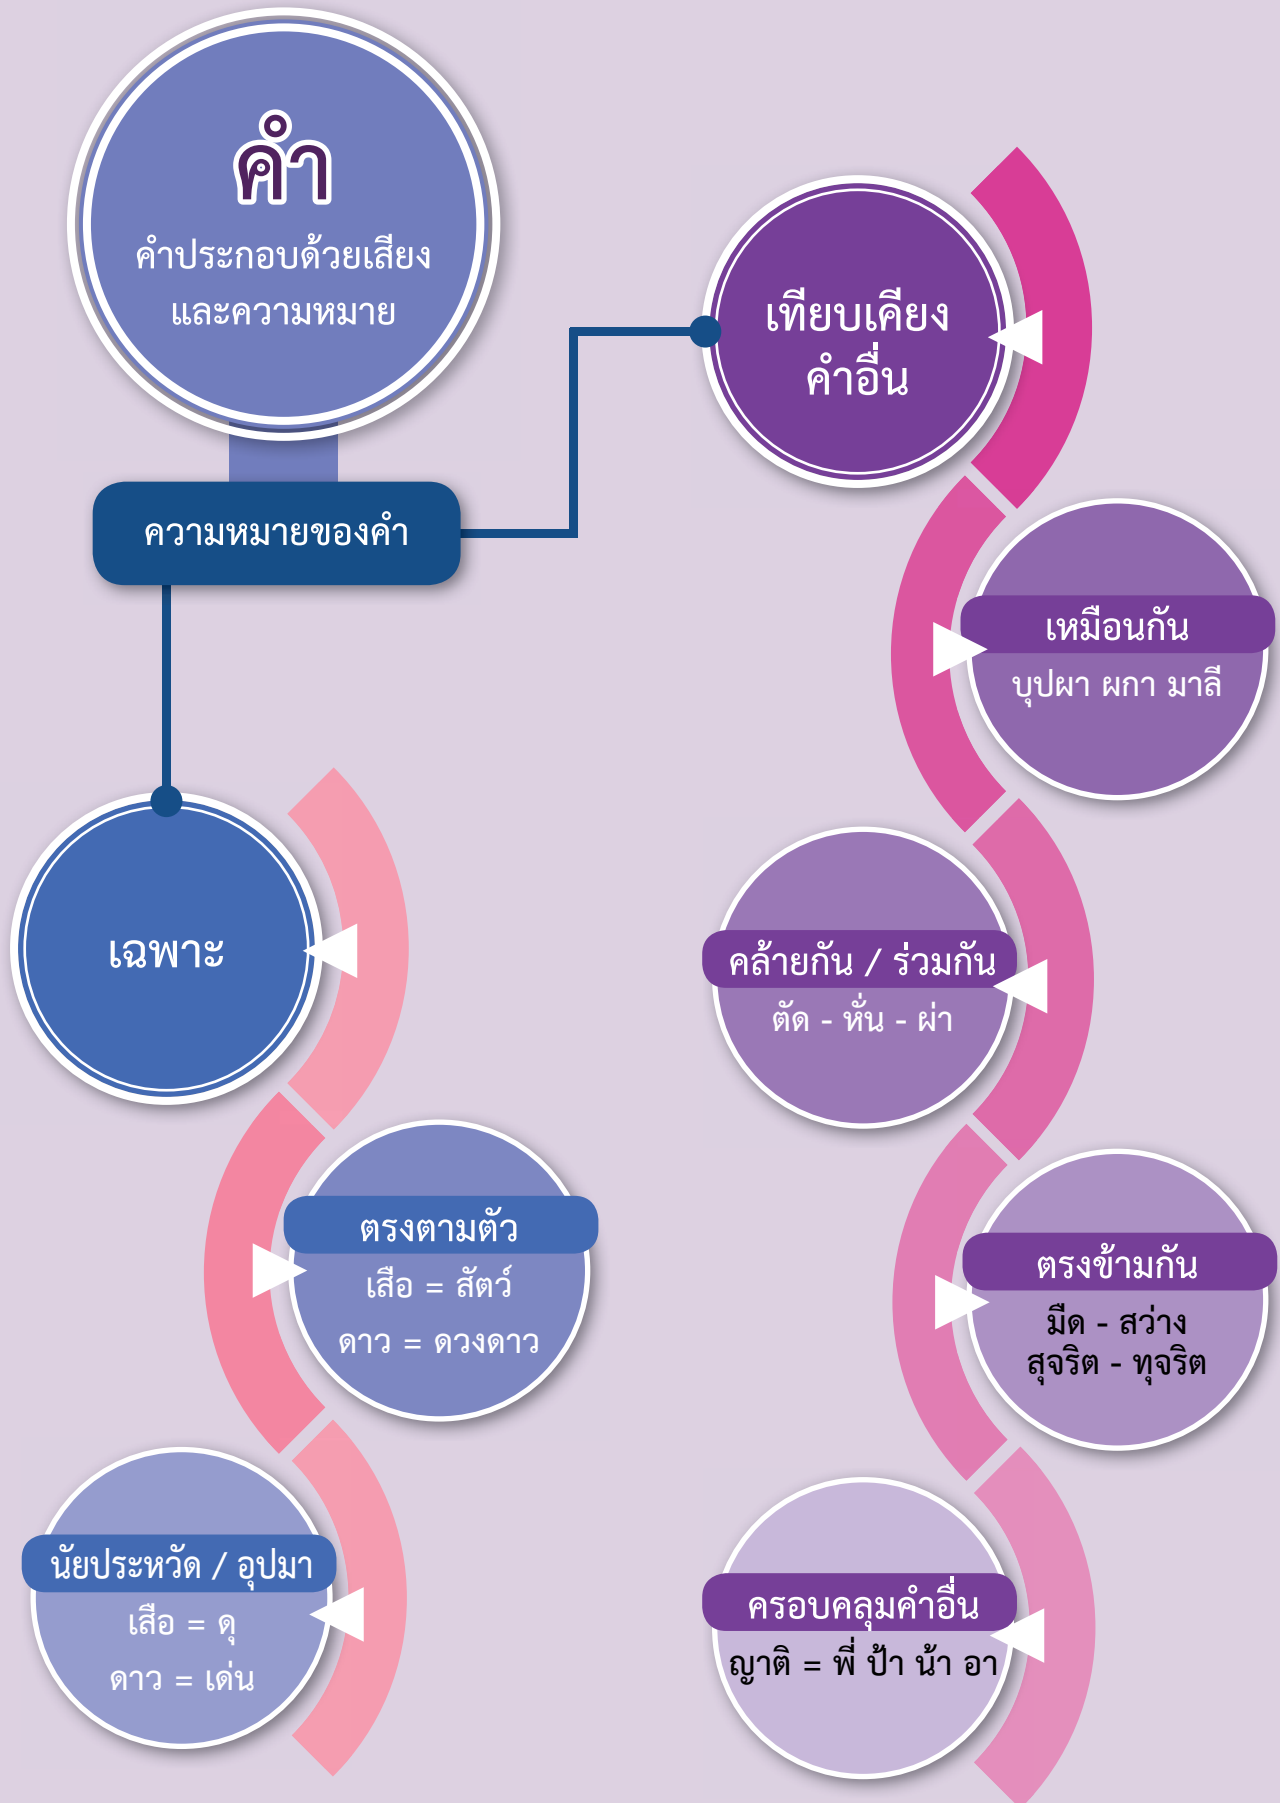 คำ
คำประกอบด้วยเสียง
และความหมาย
ความหมายของคำ
เฉพาะ
ตรงตามตัว
เสือ = สัตว์
ดาว = ดวงดาว
นัยประหวัด / อุปมา
เสือ = ดุ
ดาว = เด่น
เทียบเคียง
คำอื่น
เหมือนกัน
บุปผา ผกา มาลี
คล้ายกัน / ร่วมกัน
ตัด - หั่น - ผ่า
ตรงข้ามกัน
มืด - สว่าง
สุจริต - ทุจริต
ครอบคลุมคำอื่น
ญาติ = พี่ ป้า น้า อา